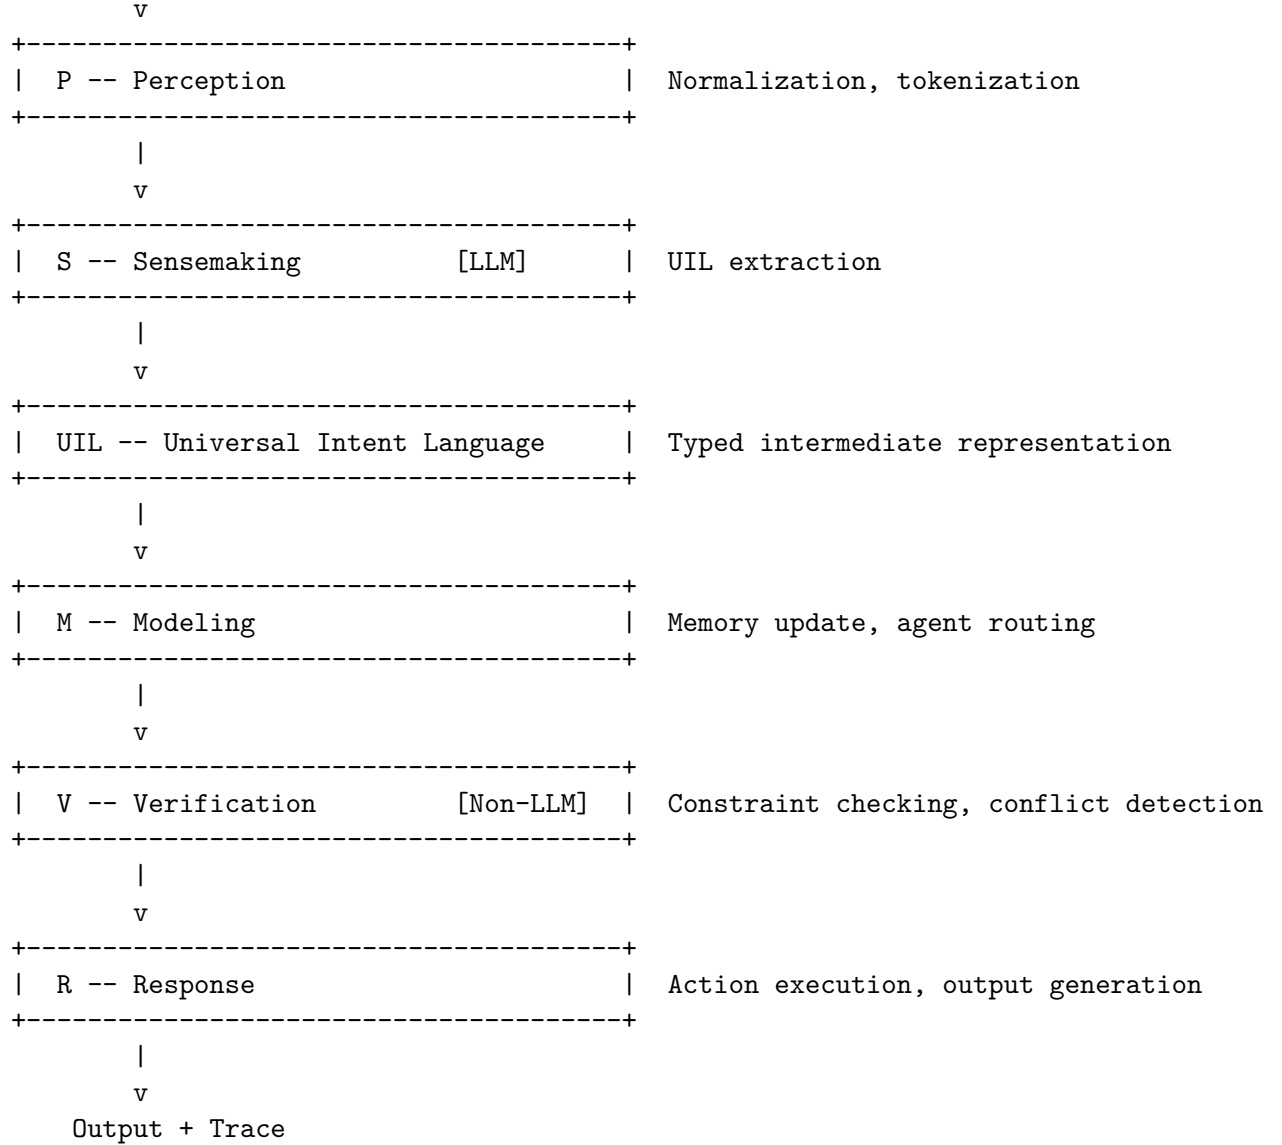 v
+---------------------------------------+
|  P -- Perception                      |  Normalization, tokenization
+---------------------------------------+
        |
        v
+---------------------------------------+
|  S -- Sensemaking          [LLM]      |  UIL extraction
+---------------------------------------+
        |
        v
+---------------------------------------+
|  UIL -- Universal Intent Language     |  Typed intermediate representation
+---------------------------------------+
        |
        v
+---------------------------------------+
|  M -- Modeling                        |  Memory update, agent routing
+---------------------------------------+
        |
        v
+---------------------------------------+
|  V -- Verification         [Non-LLM]  |  Constraint checking, conflict detection
+---------------------------------------+
        |
        v
+---------------------------------------+
|  R -- Response                        |  Action execution, output generation
+---------------------------------------+
        |
        v
    Output + Trace